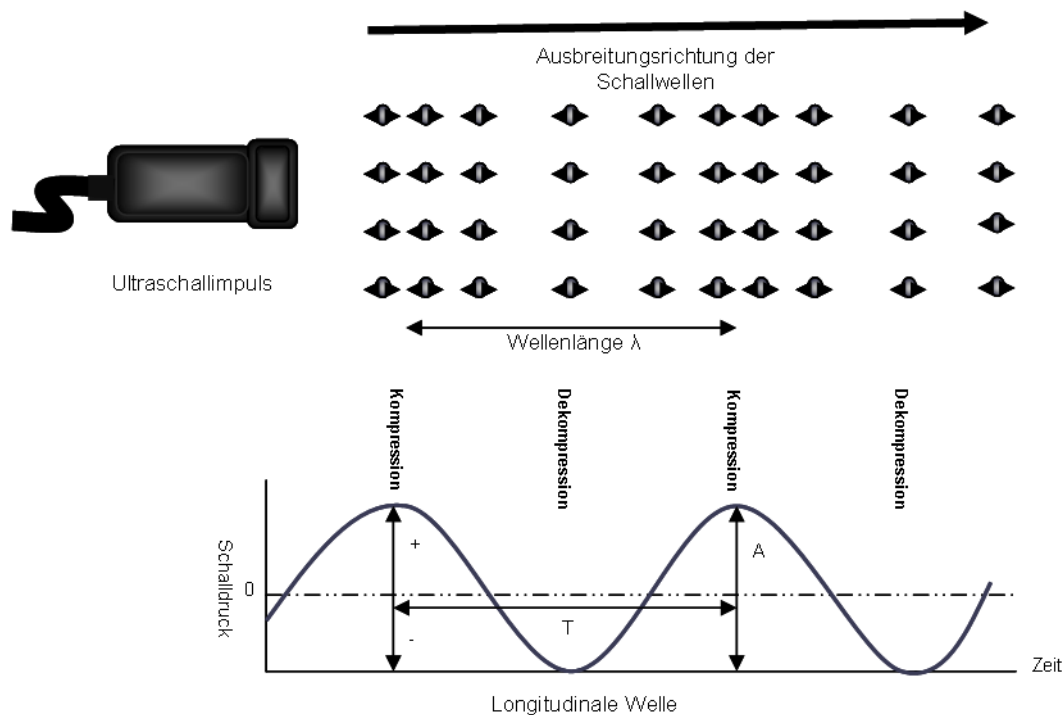 Ausbreitungsrichtung der
Schallwellen
Ultraschallimpuls
Wellenlänge λ
Kompression
Dekompression
Kompression
Dekompression
Schalldruck
0
+
-
A
T
Zeit
Longitudinale Welle